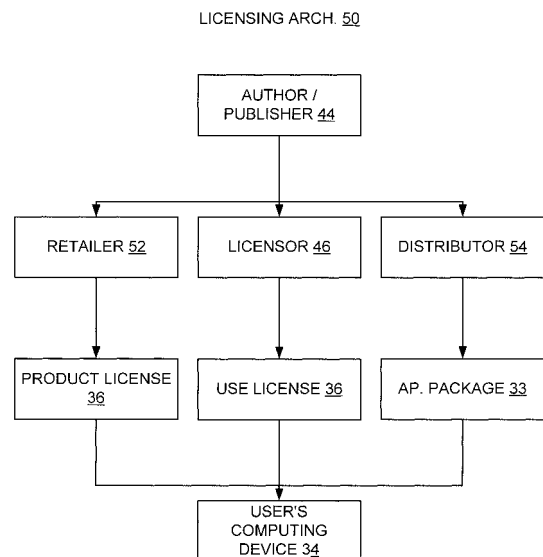 LICENSING ARCH. 50
AUTHOR /
PUBLISHER 44
RETAILER 52
LICENSOR 46
DISTRIBUTOR 54
PRODUCT LICENSE
36
USE LICENSE 36
AP. PACKAGE 33
USER'S
COMPUTING
DEVICE 34